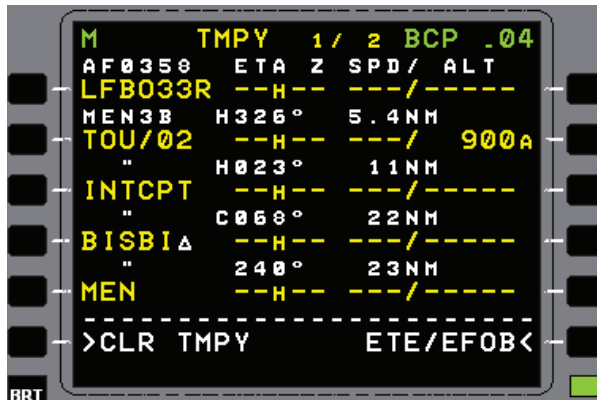 M TMPY 1/ 2 BCP .04
AF0358 ETA Z SPD/ ALT
LFBO33R --H-- ---/-----
MEN3B H326° 5.4NM
TOU/02 --H-- ---/ 900A
" H023° 11NM
INTCPT --H-- ---/-----
" C068° 22NM
BISBI∆ --H-- ---/-----
" 240° 23NM
MEN --H-- ---/-----
>CLR TMPY ETE/EFOB<
BRT